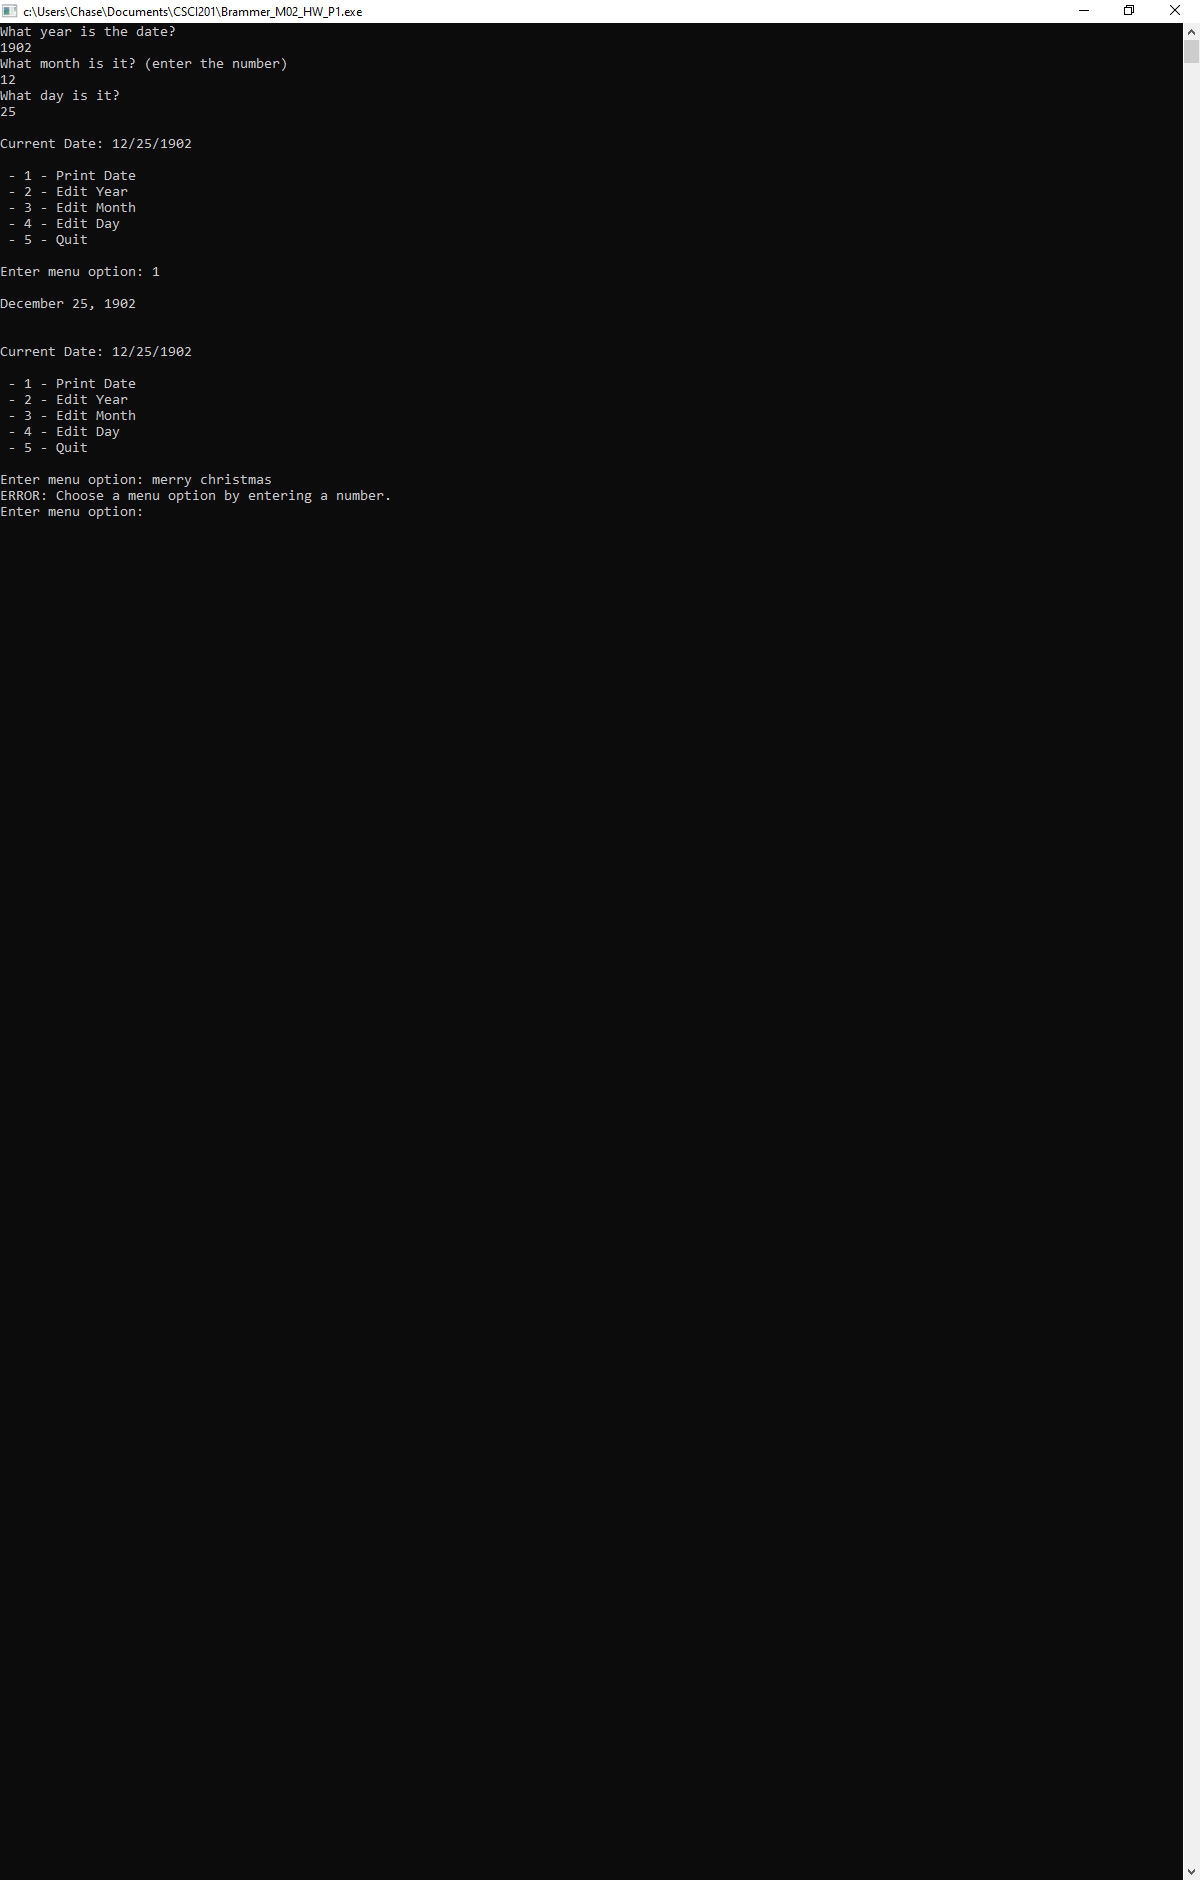 c:\Users\Chase\Documents\CSCI201\Brammer_M02_HW_P1.exe
What year is the date?
1902
What month is it? (enter the number)
12
What day is it?
25
Current Date: 12/25/1902
- 1 - Print Date
- 2 - Edit Year
- 3 - Edit Month
- 4 - Edit Day
- 5 - Quit
Enter menu option: 1
December 25, 1902
Current Date: 12/25/1902
- 1 - Print Date
- 2 - Edit Year
- 3 - Edit Month
- 4 - Edit Day
- 5 - Quit
Enter menu option: merry christmas
ERROR: Choose a menu option by entering a number.
Enter menu option: